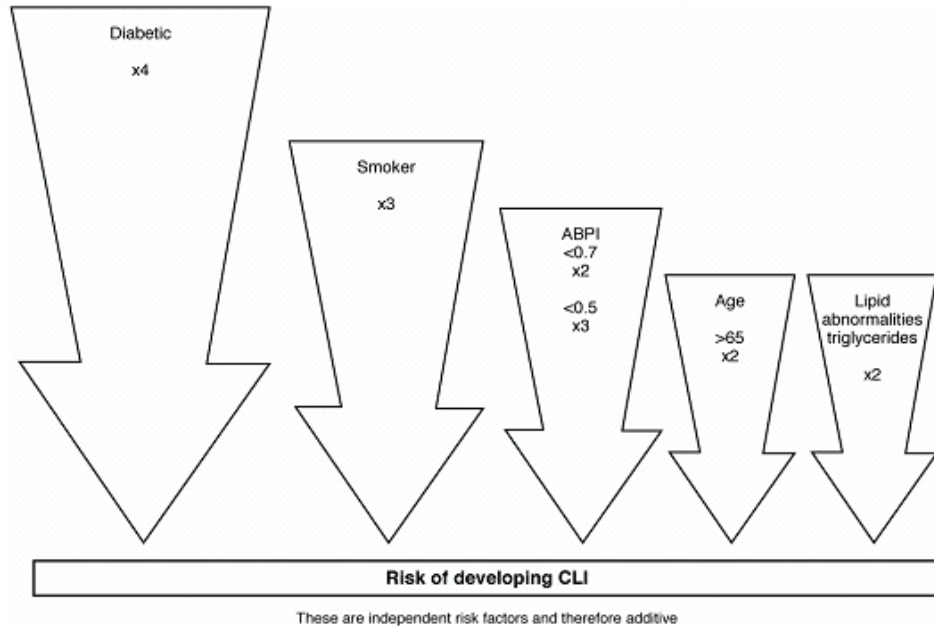 Diabetic
x4
Smoker
x3
ABPI
<0.7
x2
<0.5
x3
Age
>65
x2
Lipid
abnormalities
triglycerides
x2
Risk of developing CLI
These are independent risk factors and therefore additive